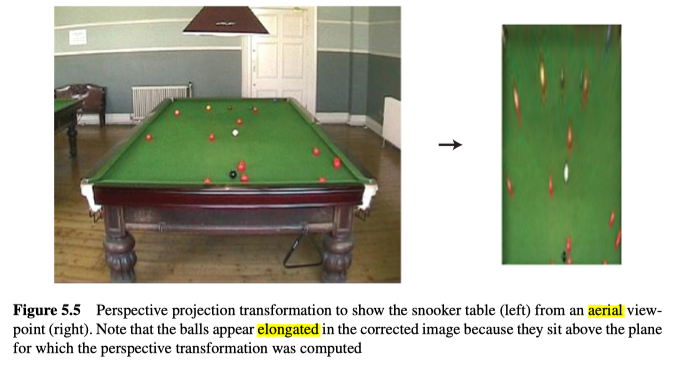 Figure 5.5 Perspective projection transformation to show the snooker table (left) from an aerial view-
point (right). Note that the balls appear elongated in the corrected image because they sit above the plane
for which the perspective transformation was computed